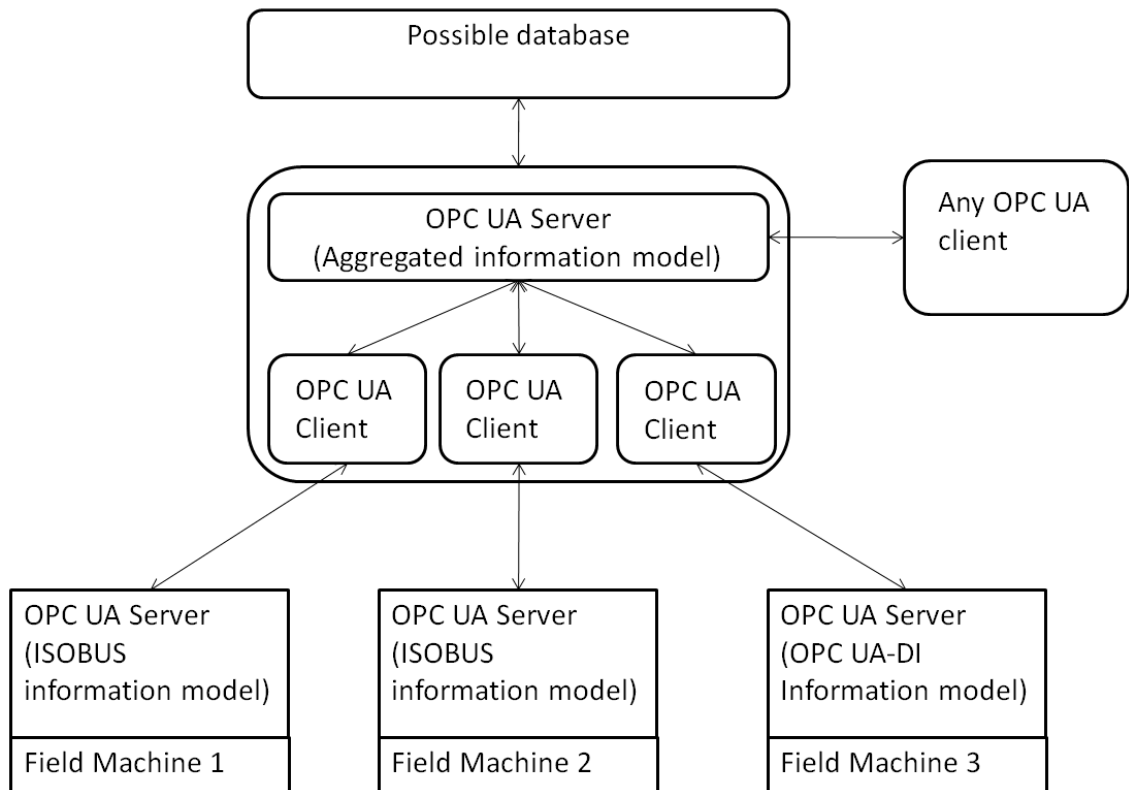 Possible database
OPC UA Server
(Aggregated information model)
Any OPC UA
client
OPC UA
Client
OPC UA
Client
OPC UA
Client
OPC UA Server
(ISOBUS
information model)
Field Machine 1
OPC UA Server
(ISOBUS
information model)
Field Machine 2
OPC UA Server
(OPC UA-DI
Information model)
Field Machine 3